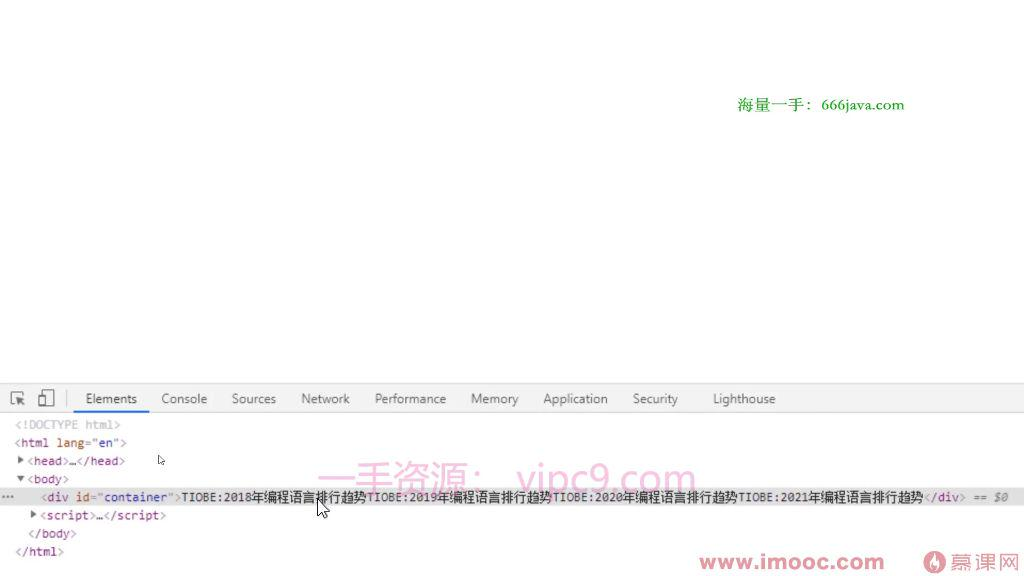 海量一手：666java.com
Elements Console Sources Network Performance Memory Application Security Lighthouse
<!DOCTYPE html>
<html lang="en">
<head>…</head>
<body>
一手资源： vipc9.com
<div id="container">TIOBE:2018年编程语言排行趋势TIOBE:2019年编程语言排行趋势TIOBE:2020年编程语言排行趋势TIOBE:2021年编程语言排行趋势</div> == $0
<script>…</script>
</body>
</html>
www.imooc.com 慕课网